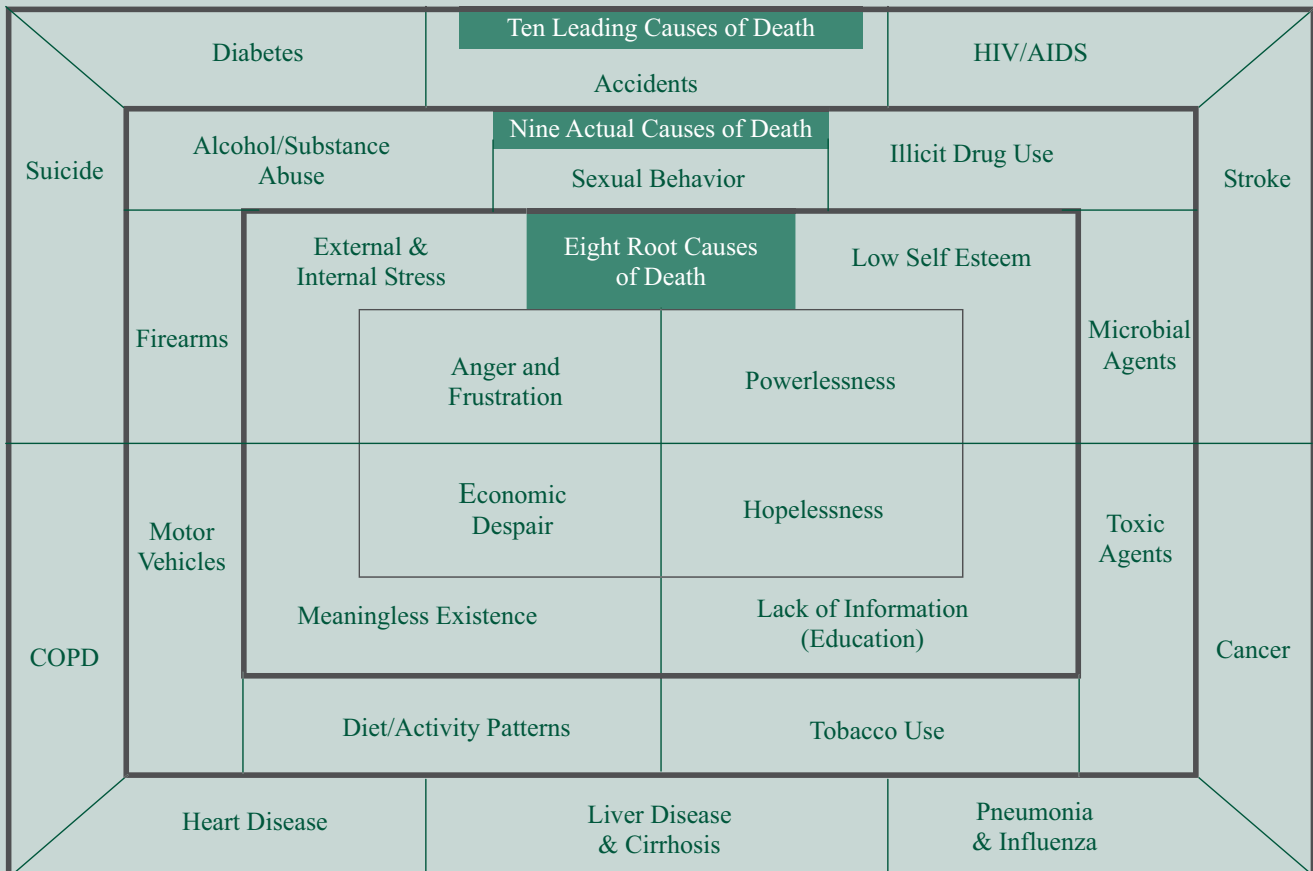 Ten Leading Causes of Death
Diabetes
Accidents
HIV/AIDS
Suicide
Stroke
COPD
Cancer
Heart Disease
Liver Disease
& Cirrhosis
Pneumonia
& Influenza
Nine Actual Causes of Death
Alcohol/Substance
Abuse
Sexual Behavior
Illicit Drug Use
Firearms
Microbial
Agents
Motor
Vehicles
Toxic
Agents
Diet/Activity Patterns
Tobacco Use
Eight Root Causes
of Death
External &
Internal Stress
Low Self Esteem
Anger and
Frustration
Powerlessness
Economic
Despair
Hopelessness
Meaningless Existence
Lack of Information
(Education)